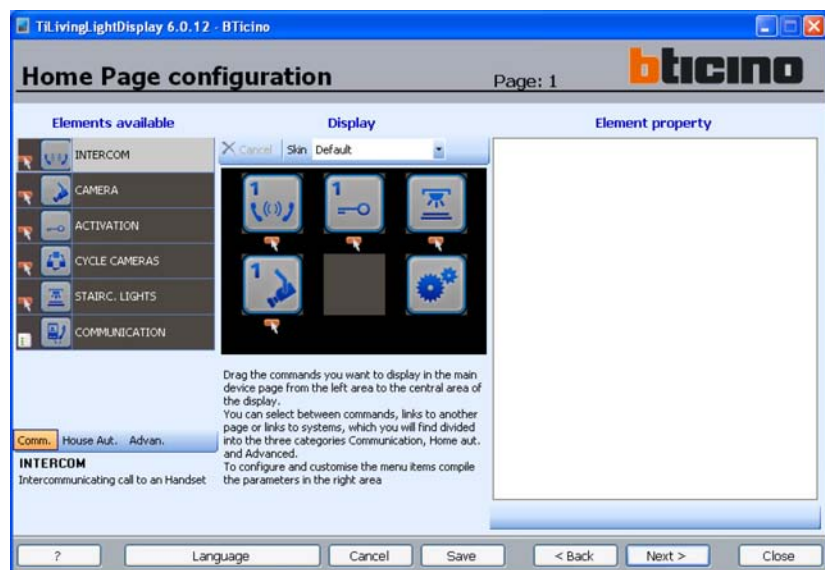 TiLivingLightDisplay 6.0.12 - BTicino
Home Page configuration
Page: 1
bticino
Elements available
Display
Element property
INTERCOM
CAMERA
ACTIVATION
CYCLE CAMERAS
STAIRC. LIGHTS
COMMUNICATION
Cancel
Skin
Default
1
1
1
Drag the commands you want to display in the main
device page from the left area to the central area of
the display.
You can select between commands, links to another
page or links to systems, which you will find divided
into the three categories Communication, Home aut.
and Advanced.
To configure and customise the menu items compile
the parameters in the right area
Comm. House Aut. Advan.
INTERCOM
Intercommunicating call to an Handset
?
Language
Cancel
Save
< Back
Next >
Close